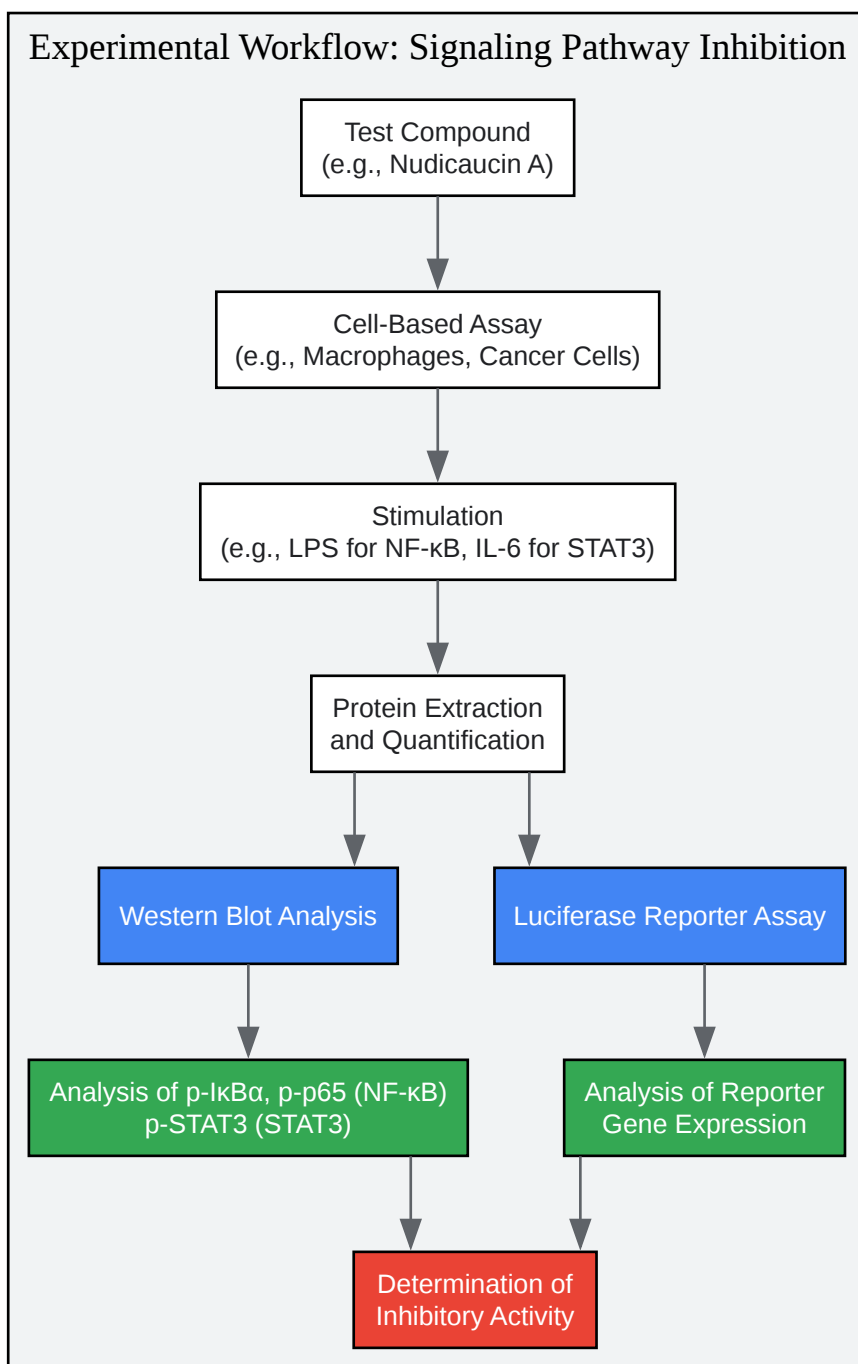 Experimental Workflow: Signaling Pathway Inhibition
Test Compound
(e.g., Nudicaucin A)
Cell-Based Assay
(e.g., Macrophages, Cancer Cells)
Stimulation
(e.g., LPS for NF-κB, IL-6 for STAT3)
Protein Extraction
and Quantification
Western Blot Analysis
Luciferase Reporter Assay
Analysis of p-IκBα, p-p65 (NF-κB)
p-STAT3 (STAT3)
Analysis of Reporter
Gene Expression
Determination of
Inhibitory Activity